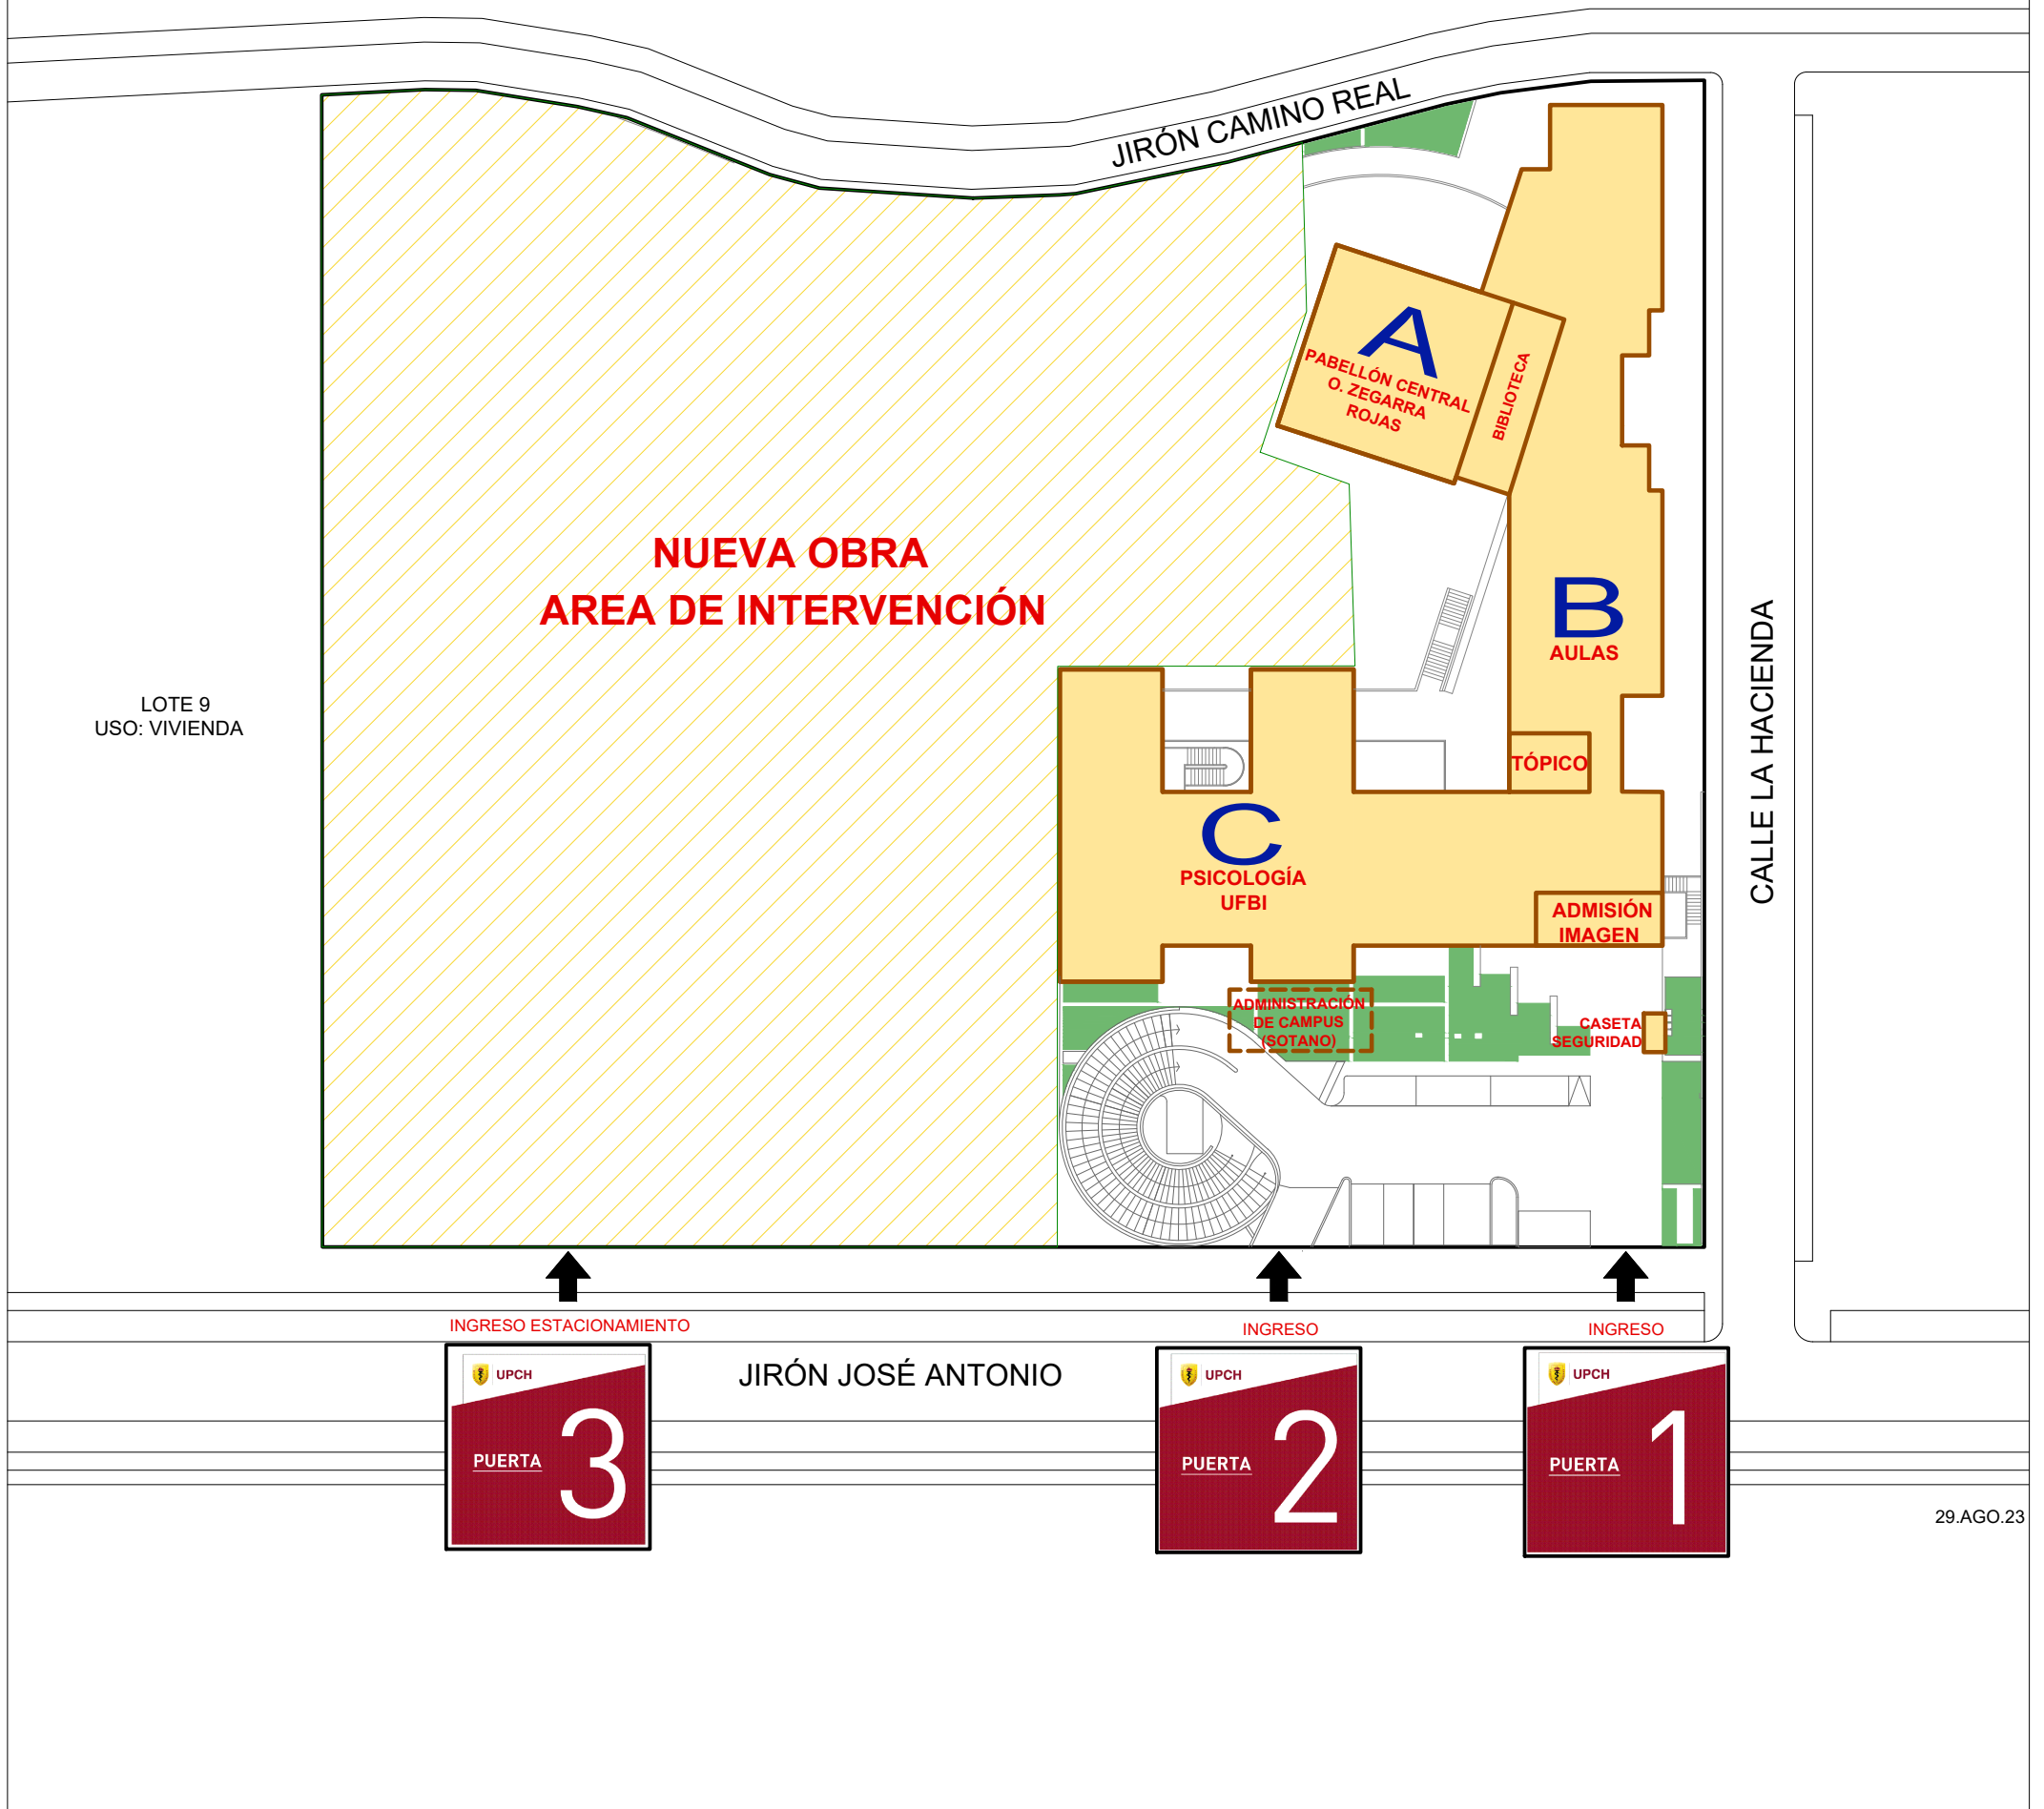 JIRÓN CAMINO REAL
A
PABELLÓN CENTRAL
O. ZEGARRA
ROJAS
BIBLIOTECA
NUEVA OBRA
AREA DE INTERVENCIÓN
B
AULAS
CALLE LA HACIENDA
LOTE 9
USO: VIVIENDA
TÓPICO
C
PSICOLOGÍA
UFBI
ADMISIÓN
IMAGEN
ADMINISTRACIÓN
DE CAMPUS
(SOTANO)
CASETA
SEGURIDAD
INGRESO ESTACIONAMIENTO
INGRESO
INGRESO
JIRÓN JOSÉ ANTONIO
UPCH
PUERTA 3
UPCH
PUERTA 2
UPCH
PUERTA 1
29.AGO.23